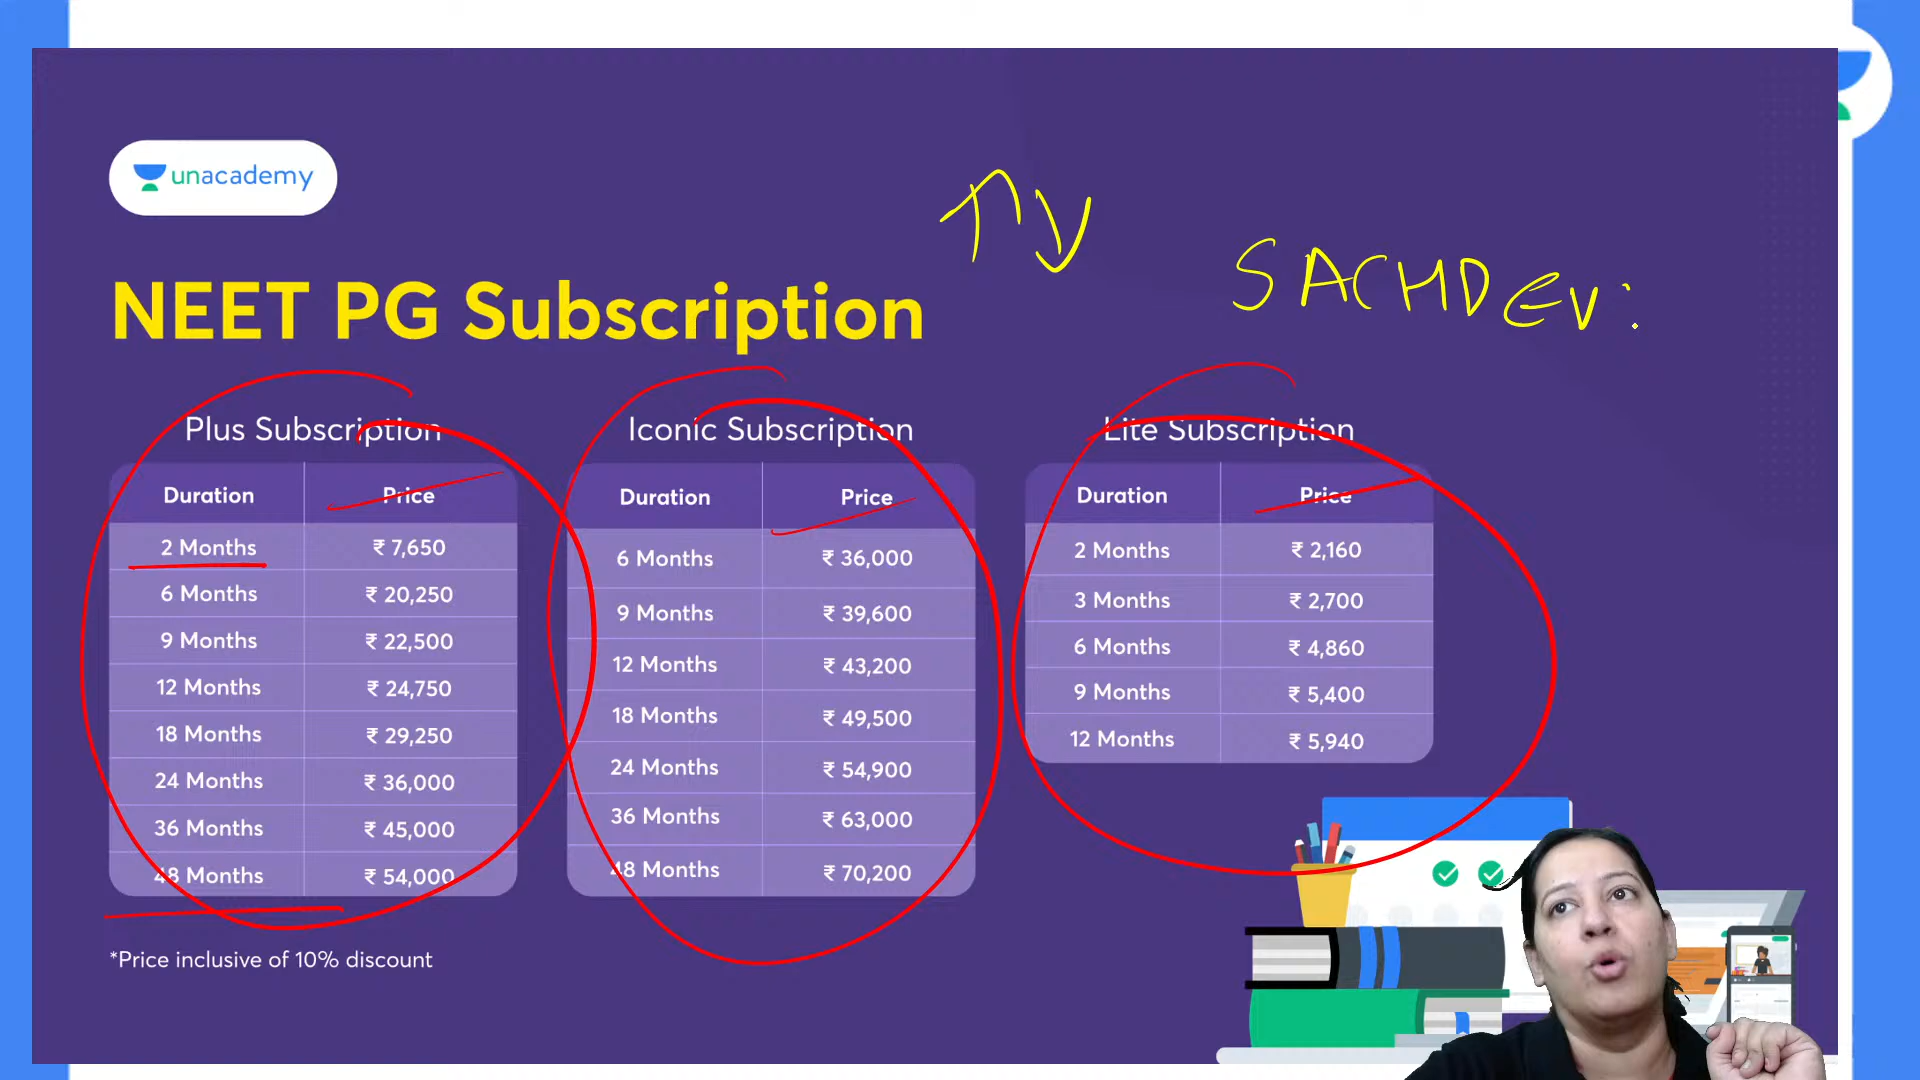 unacademy
SACHDEV:
NEET PG Subscription
Plus Subscription
Duration Price
2 Months ₹ 7,650
6 Months ₹ 20,250
9 Months ₹ 22,500
12 Months ₹ 24,750
18 Months ₹ 29,250
24 Months ₹ 36,000
36 Months ₹ 45,000
48 Months ₹ 54,000
*Price inclusive of 10% discount
Iconic Subscription
Duration Price
6 Months ₹ 36,000
9 Months ₹ 39,600
12 Months ₹ 43,200
18 Months ₹ 49,500
24 Months ₹ 54,900
36 Months ₹ 63,000
48 Months ₹ 70,200
Lite Subscription
Duration Price
2 Months ₹ 2,160
3 Months ₹ 2,700
6 Months ₹ 4,860
9 Months ₹ 5,400
12 Months ₹ 5,940